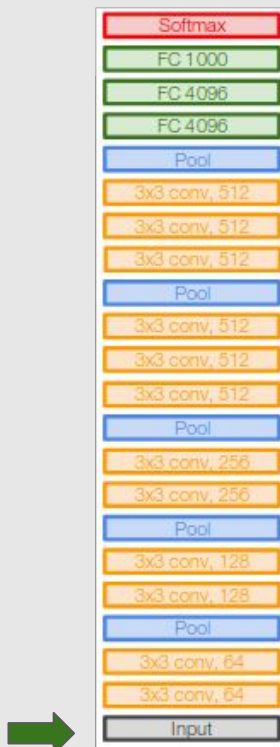 Softmax
FC 1000
FC 4096
FC 4096
Pool
3x3 conv, 512
3x3 conv, 512
3x3 conv, 512
Pool
3x3 conv, 512
3x3 conv, 512
3x3 conv, 512
Pool
3x3 conv, 256
3x3 conv, 256
Pool
3x3 conv, 128
3x3 conv, 128
Pool
3x3 conv, 64
3x3 conv, 64
Input